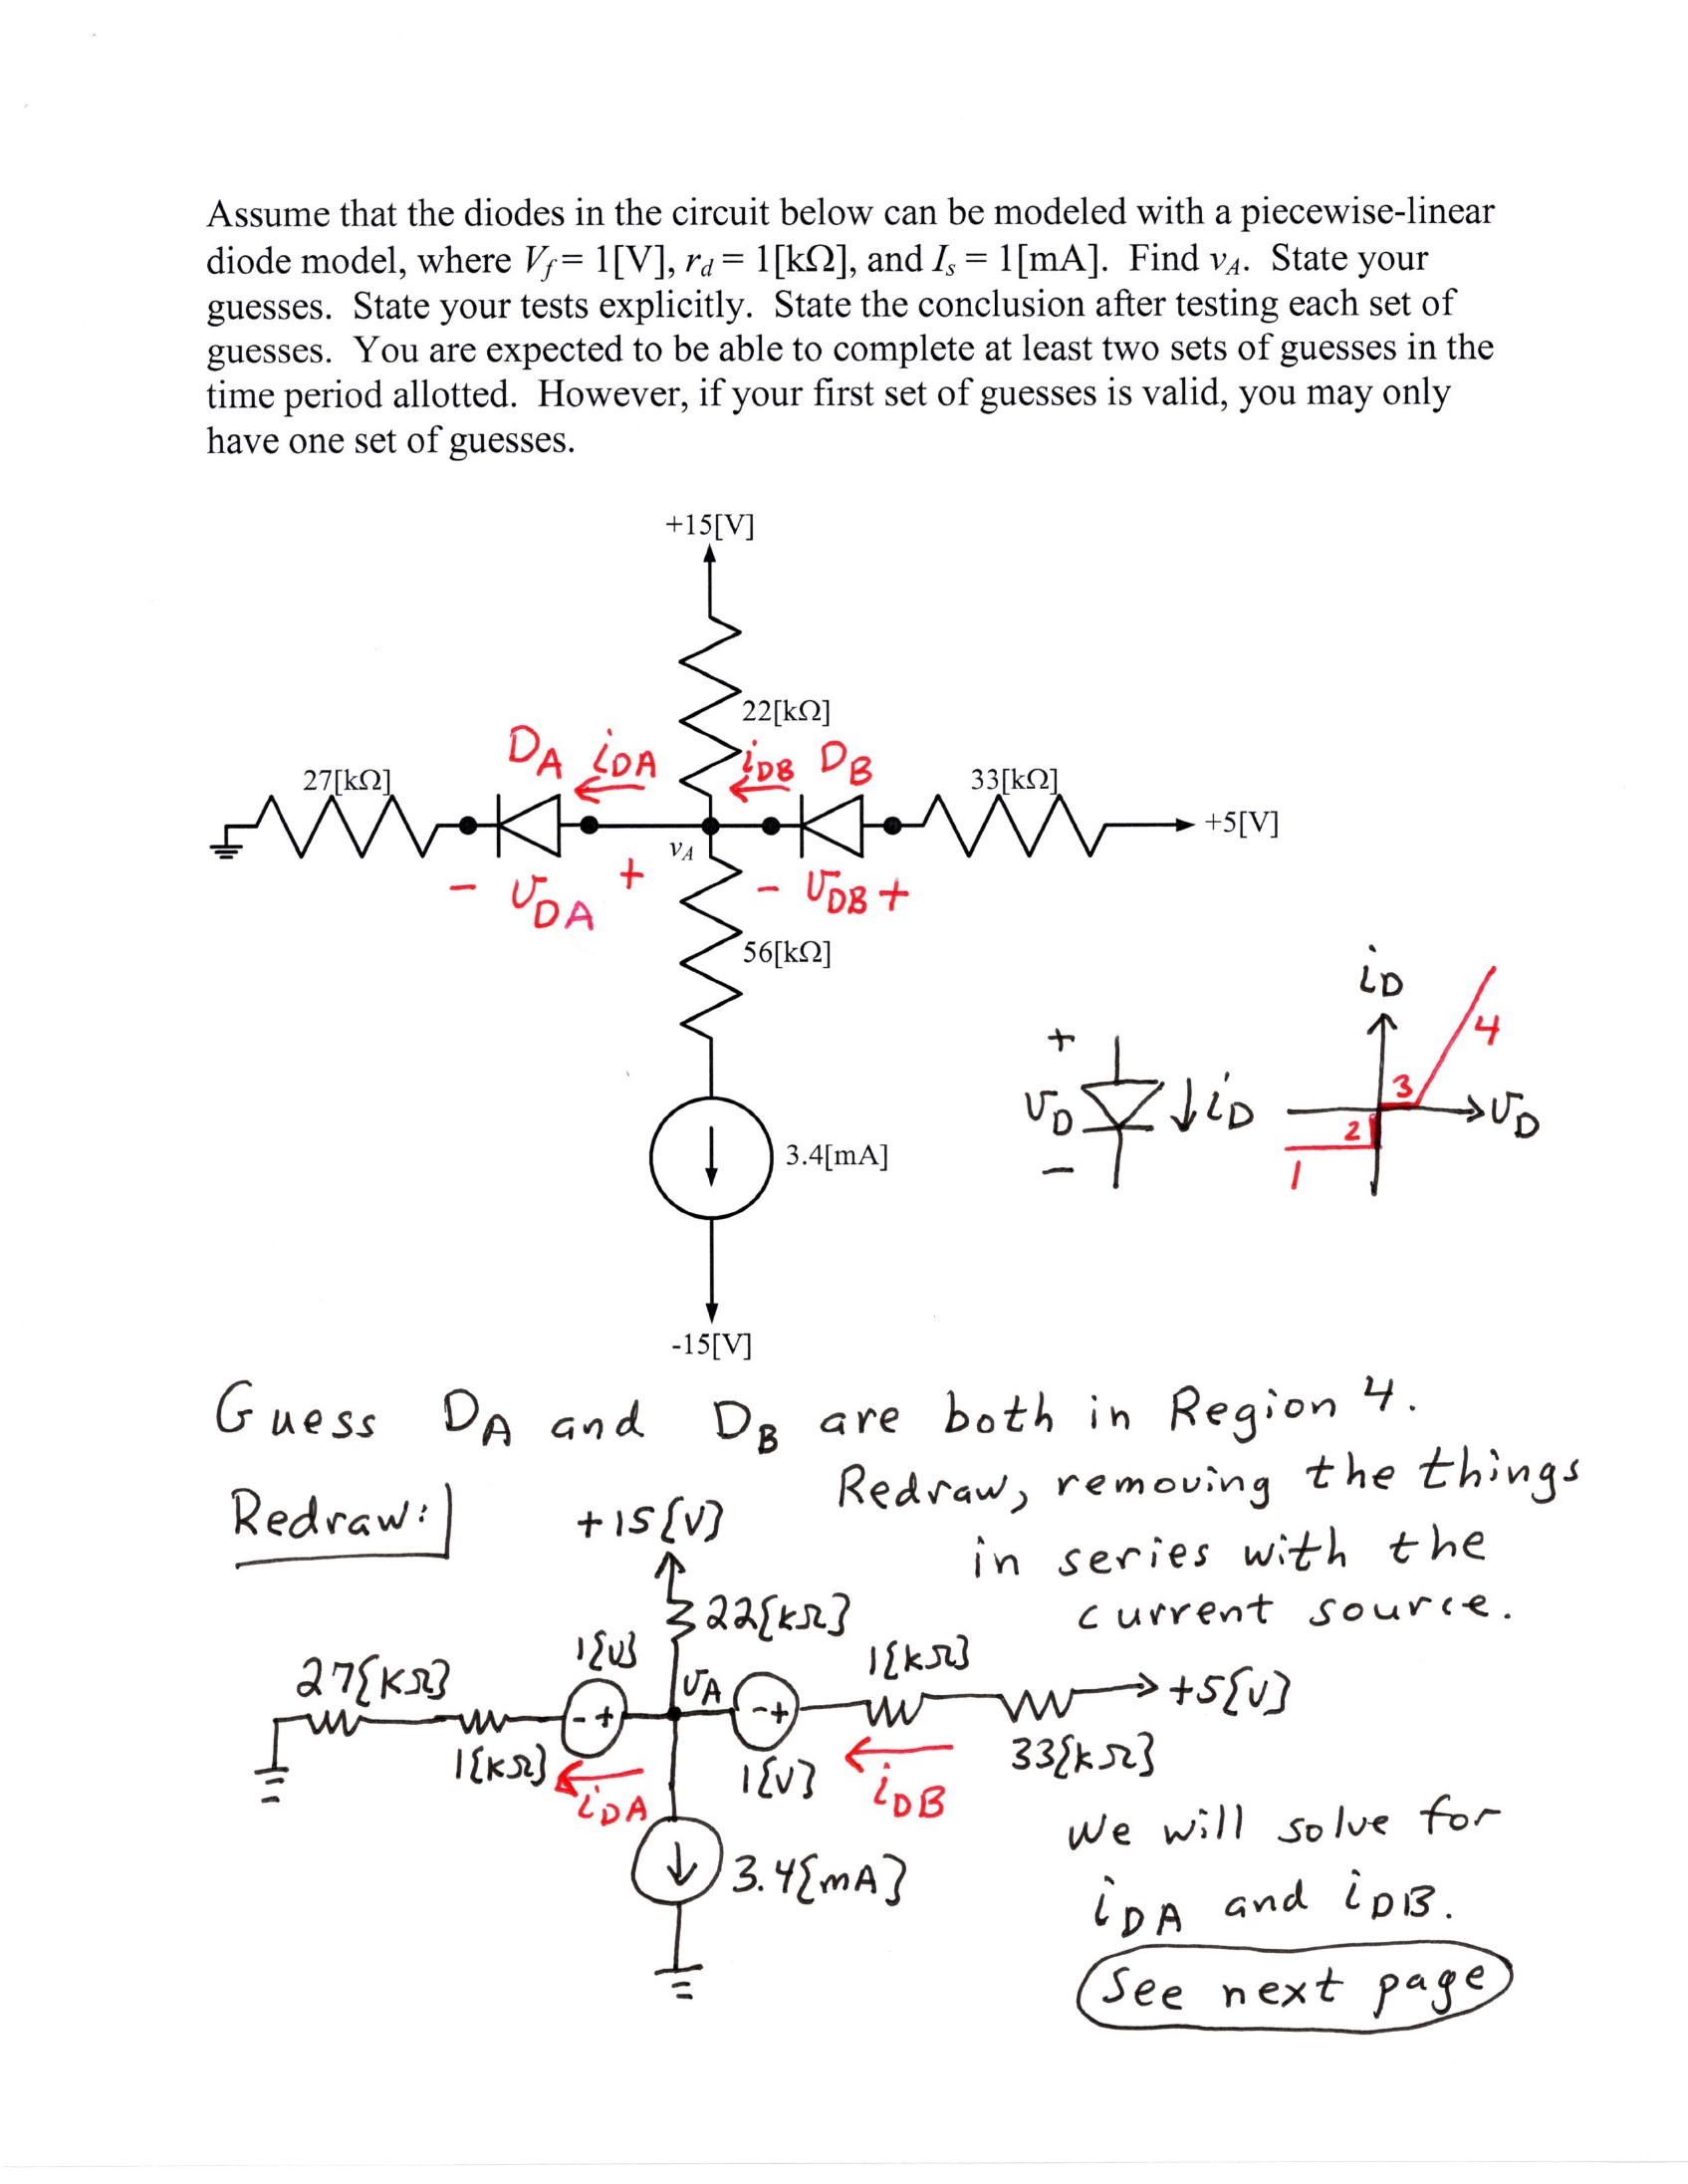 Assume that the diodes in the circuit below can be modeled with a piecewise-linear
diode model, where Vf = 1[V], rd = 1[kΩ], and Is = 1[mA]. Find vA. State your
guesses. State your tests explicitly. State the conclusion after testing each set of
guesses. You are expected to be able to complete at least two sets of guesses in the
time period allotted. However, if your first set of guesses is valid, you may only
have one set of guesses.
+15[V]
22[kΩ]
DA iDA
iDB DB
27[kΩ]
33[kΩ]
+5[V]
vA
- vDA +
- vDB +
56[kΩ]
iD
4
+
3
vD
iD
vD
2
-
1
3.4[mA]
-15[V]
Guess DA and DB are both in Region 4.
Redraw, removing the things
Redraw:
+15[V]
in series with the
current source.
22[kΩ]
1[V]
1[kΩ]
27[kΩ]
vA
- +
- +
+5[V]
1[kΩ]
1[V]
33[kΩ]
iDA
iDB
We will solve for
3.4[mA]
iDA and iDB.
See next page